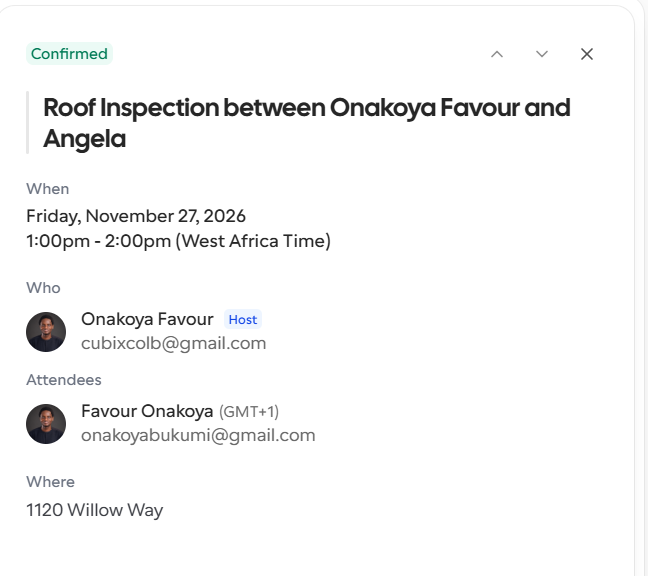 Confirmed
Roof Inspection between Onakoya Favour and
Angela
When
Friday, November 27, 2026
1:00pm - 2:00pm (West Africa Time)
Who
Onakoya Favour Host
cubixcolb@gmail.com
Attendees
Favour Onakoya (GMT+1)
onakoyabukumi@gmail.com
Where
1120 Willow Way